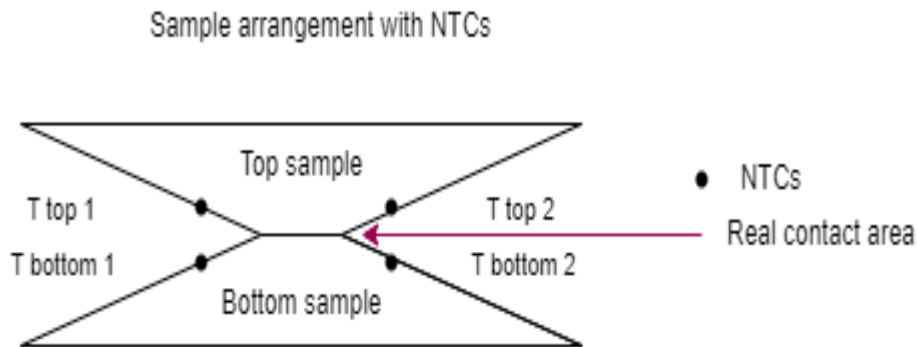 Sample arrangement with NTCs
Top sample
NTCs
T top 1
T top 2
Real contact area
T bottom 1
T bottom 2
Bottom sample